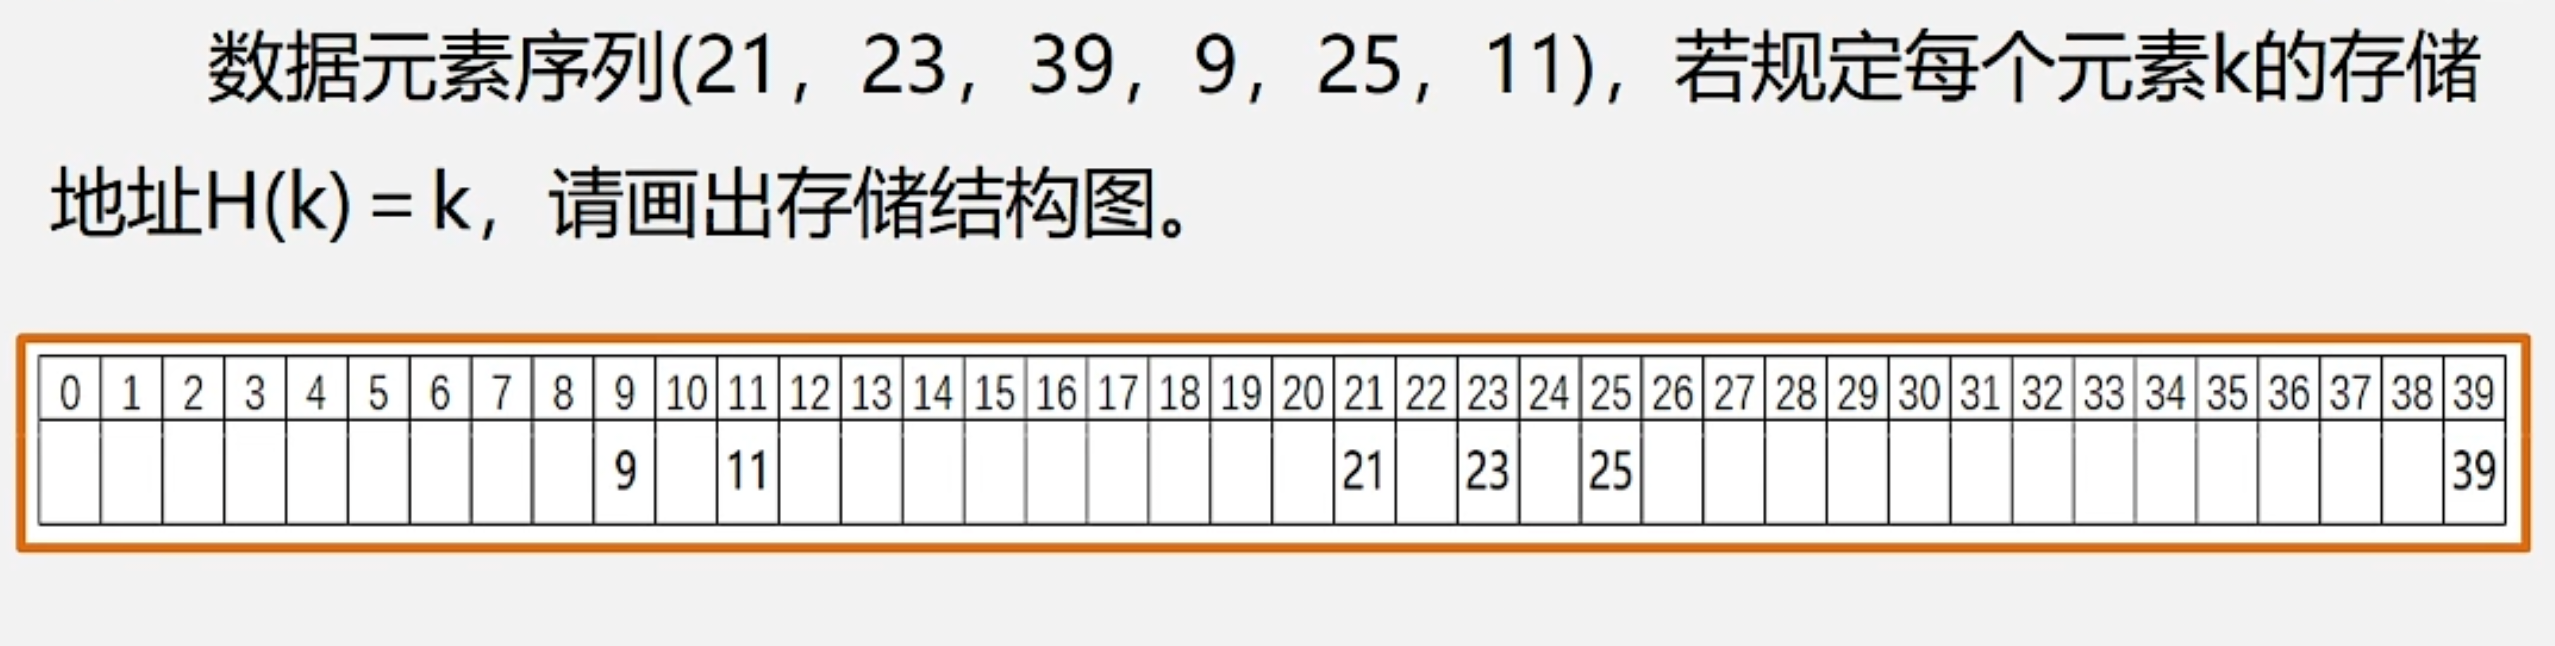 数据元素序列(21，23，39，9，25，11)，若规定每个元素k的存储
地址H(k) = k，请画出存储结构图。
0 1 2 3 4 5 6 7 8 9 10 11 12 13 14 15 16 17 18 19 20 21 22 23 24 25 26 27 28 29 30 31 32 33 34 35 36 37 38 39
9 11 21 23 25 39